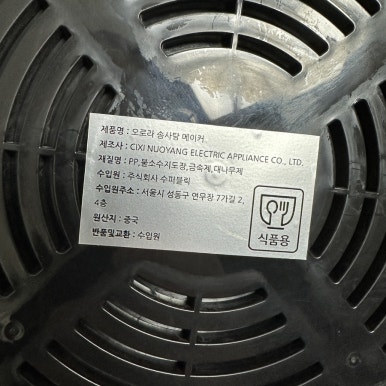 제품명 : 오로라 솜사탕 메이커
제조사 : CIXI NUOYANG ELECTRIC APPLIANCE CO., LTD.
재질명 : PP,불소수지도장,금속제,대나무제
수입원 : 주식회사 수퍼블릭
수입원주소 : 서울시 성동구 연무장 7가길 2,
4층
원산지 : 중국
반품및교환 : 수입원
식품용